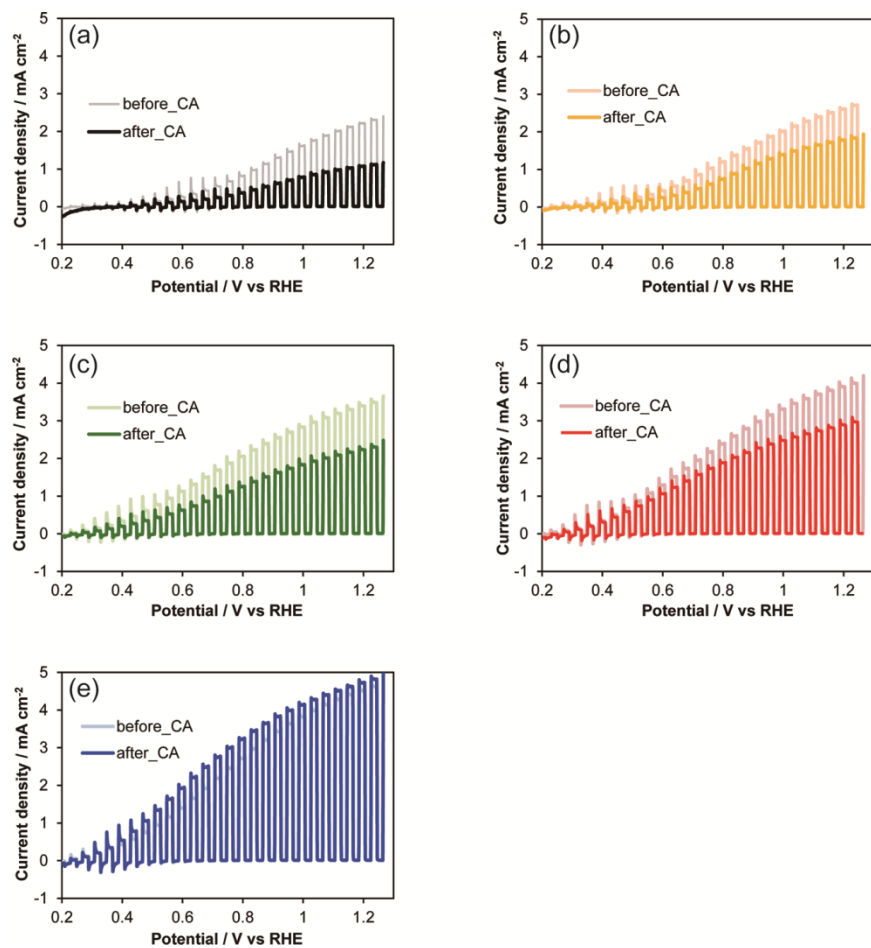 (a)
before_CA
after_CA
Current density / mA cm⁻²
5
4
3
2
1
0
-1
0.2 0.4 0.6 0.8 1 1.2
Potential / V vs RHE
(b)
before_CA
after_CA
Current density / mA cm⁻²
5
4
3
2
1
0
-1
0.2 0.4 0.6 0.8 1 1.2
Potential / V vs RHE
(c)
before_CA
after_CA
Current density / mA cm⁻²
5
4
3
2
1
0
-1
0.2 0.4 0.6 0.8 1 1.2
Potential / V vs RHE
(d)
before_CA
after_CA
Current density / mA cm⁻²
5
4
3
2
1
0
-1
0.2 0.4 0.6 0.8 1 1.2
Potential / V vs RHE
(e)
before_CA
after_CA
Current density / mA cm⁻²
5
4
3
2
1
0
-1
0.2 0.4 0.6 0.8 1 1.2
Potential / V vs RHE